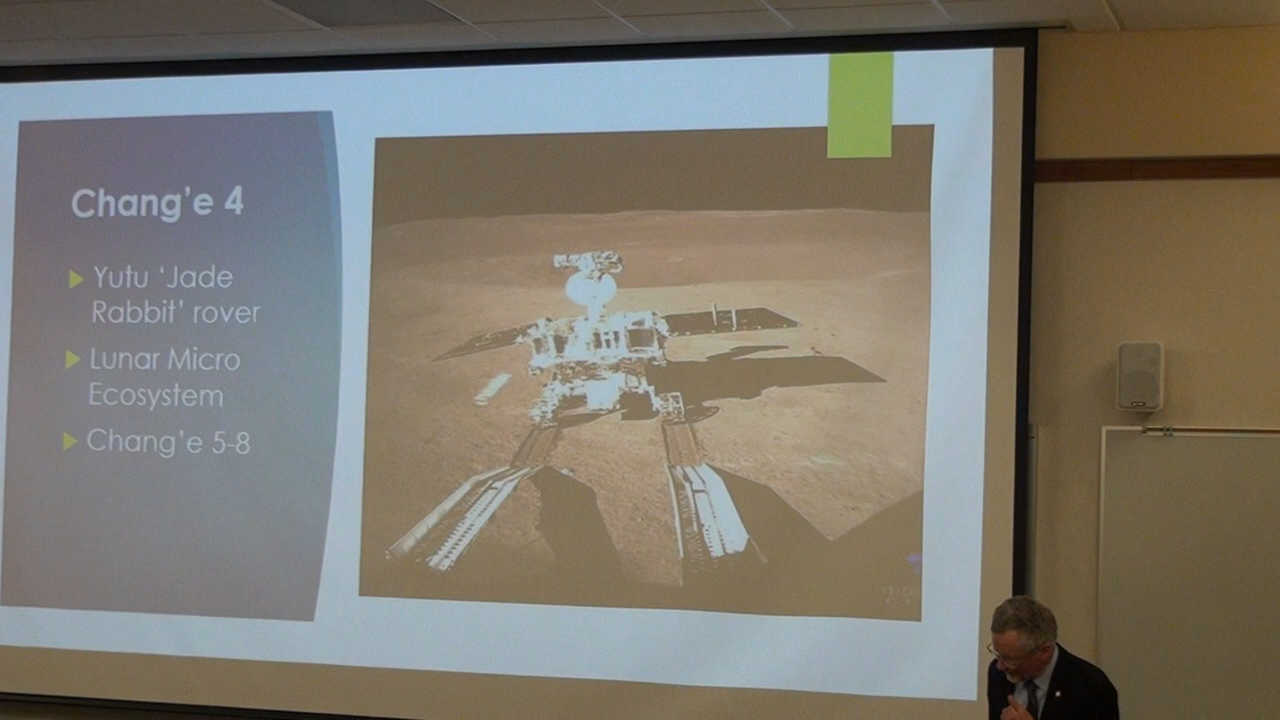 Chang’e 4
Yutu ‘Jade
Rabbit’ rover
Lunar Micro
Ecosystem
Chang’e 5-8